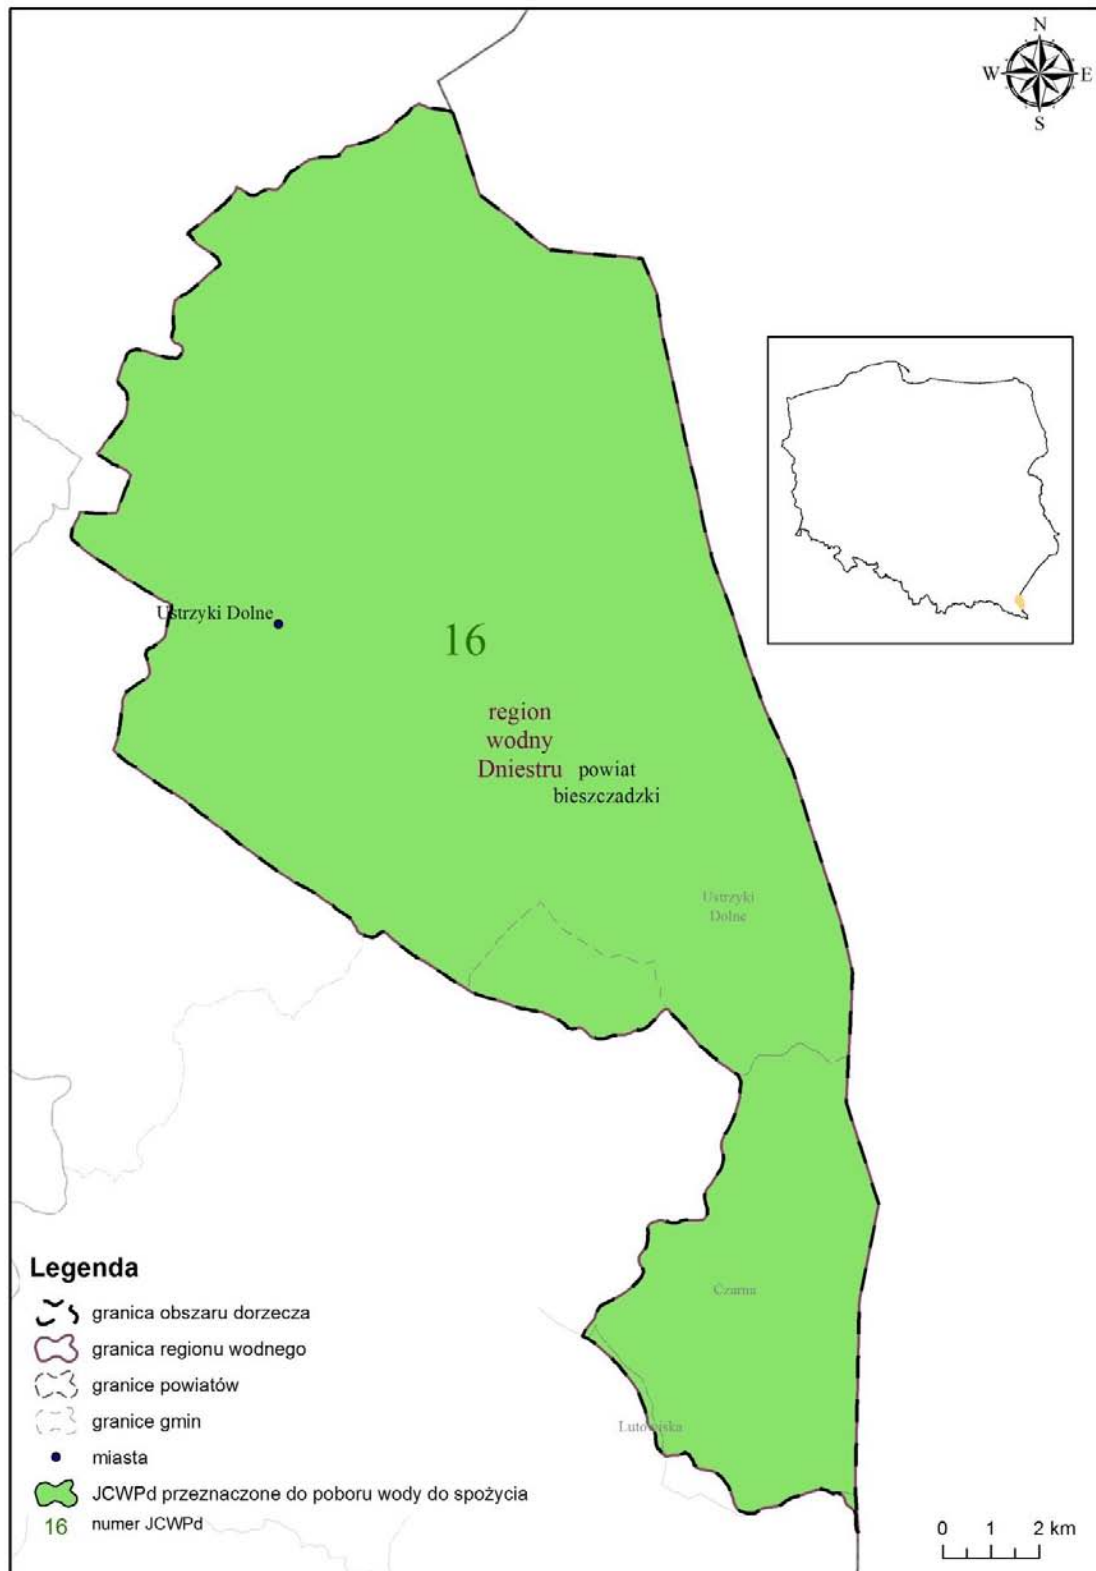 N
W E
S
Ustrzyki Dolne
16
region
wodny
Dniestru
powiat
bieszczadzki
Ustrzyki
Dolne
Czarna
Lutowiska
Legenda
granica obszaru dorzecza
granica regionu wodnego
granice powiatów
granice gmin
miasta
JCWPd przeznaczone do poboru wody do spożycia
16 numer JCWPd
0 1 2 km